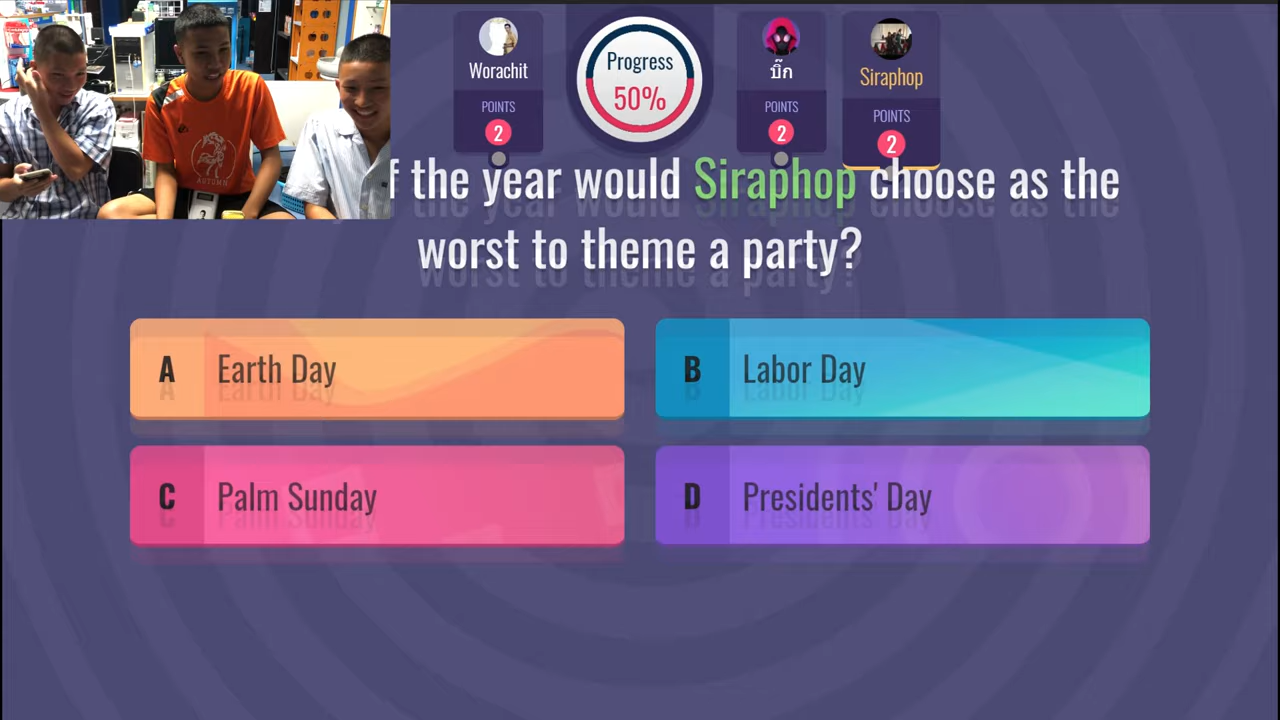 Worachit
POINTS
2
Progress
50%
บิ๊ก
POINTS
2
Siraphop
POINTS
2
f the year would Siraphop choose as the
worst to theme a party?
A Earth Day
B Labor Day
C Palm Sunday
D Presidents' Day
AUTUMN